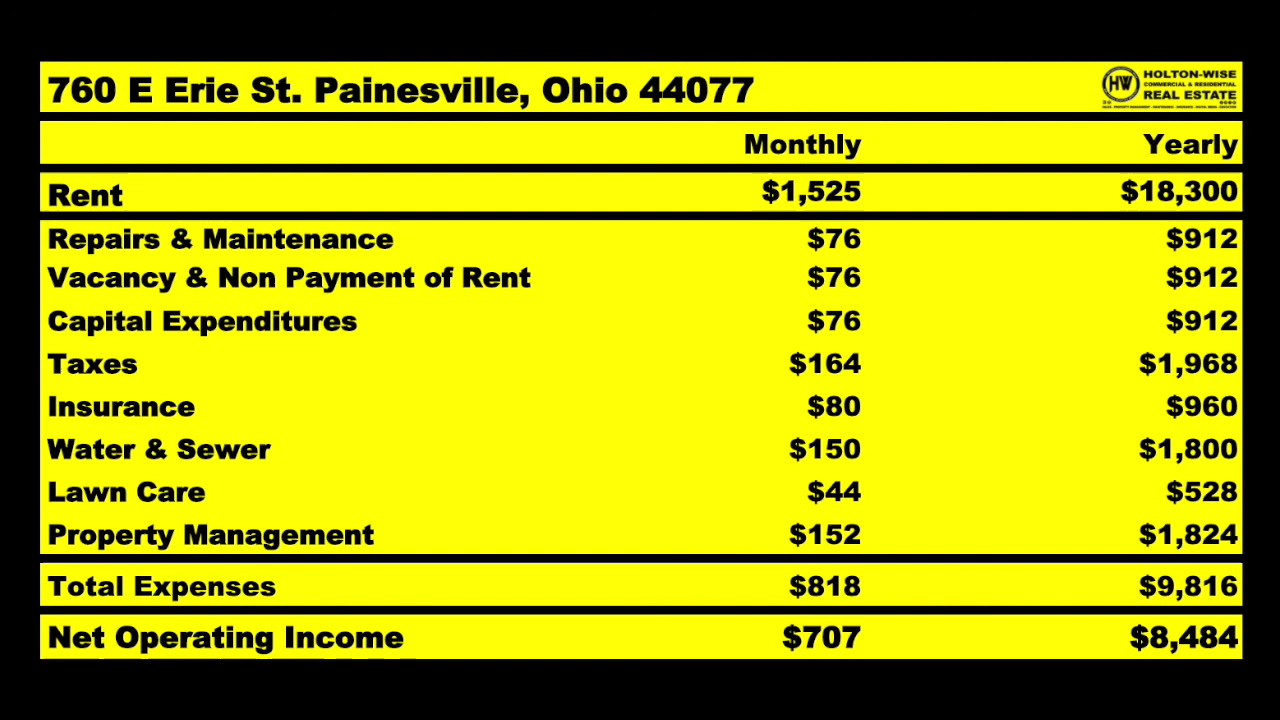 760 E Erie St. Painesville, Ohio 44077
HOLTON-WISE
COMMERCIAL & RESIDENTIAL
REAL ESTATE
HW
Monthly Yearly
Rent $1,525 $18,300
Repairs & Maintenance $76 $912
Vacancy & Non Payment of Rent $76 $912
Capital Expenditures $76 $912
Taxes $164 $1,968
Insurance $80 $960
Water & Sewer $150 $1,800
Lawn Care $44 $528
Property Management $152 $1,824
Total Expenses $818 $9,816
Net Operating Income $707 $8,484